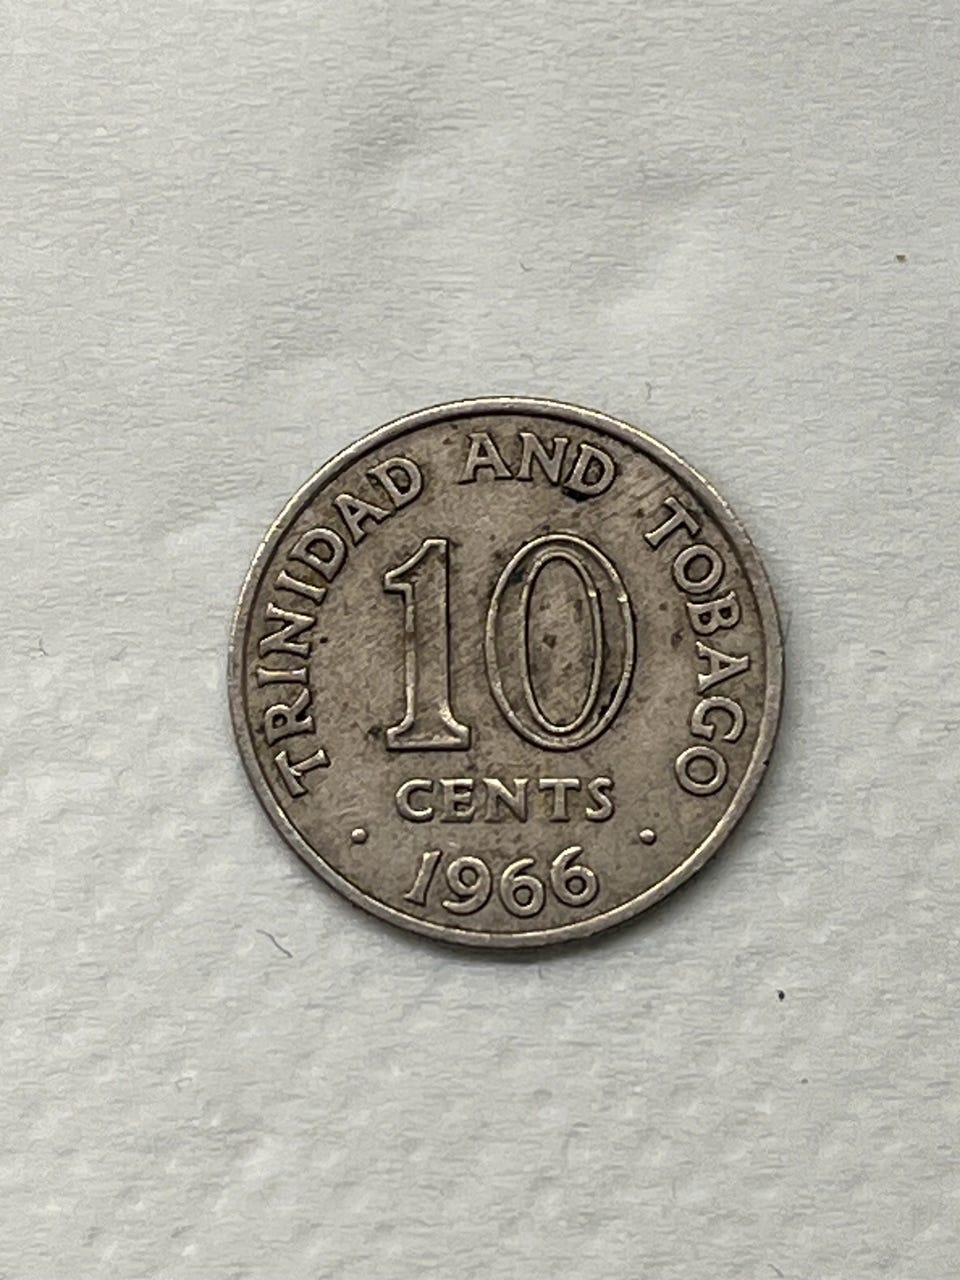 TRINIDAD AND TOBAGO
10
CENTS
1966